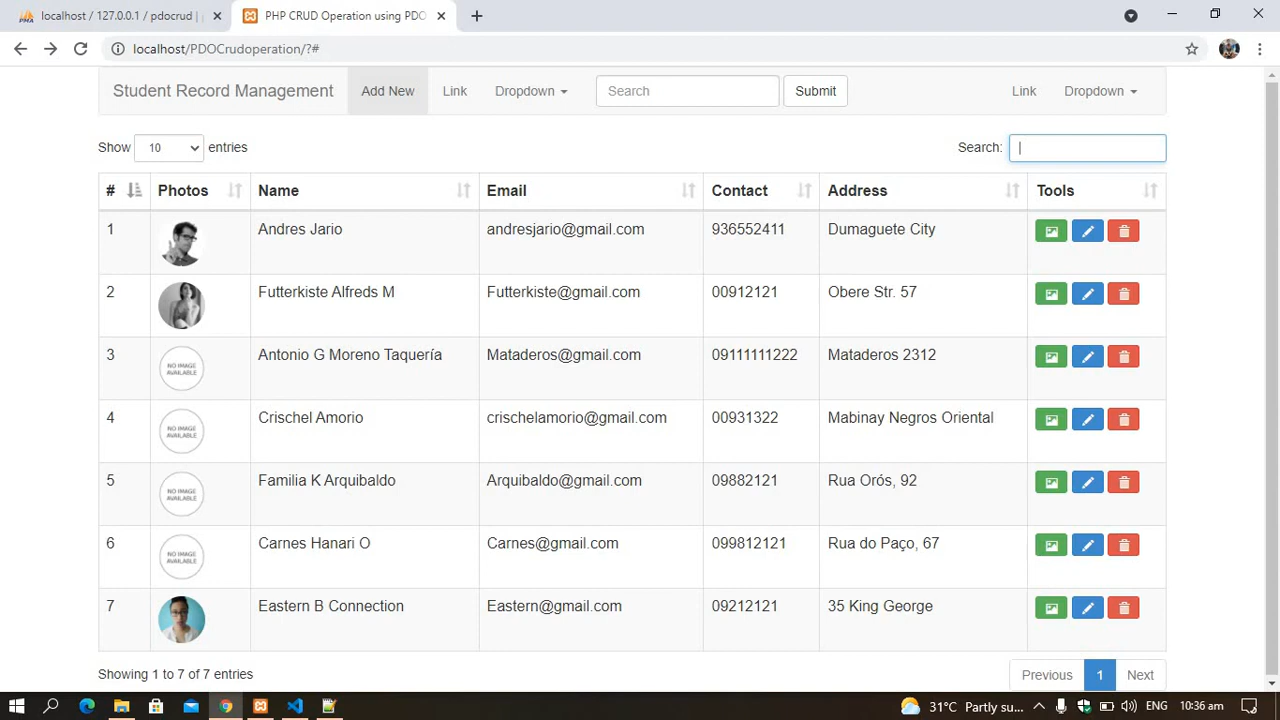 localhost / 127.0.0.1 / pdocrud |
PHP CRUD Operation using PDO
localhost/PDOCrudoperation/?#
Student Record Management Add New Link Dropdown Search Submit Link Dropdown
Show 10 entries Search:
# Photos Name Email Contact Address Tools
1 Andres Jario andresjario@gmail.com 936552411 Dumaguete City
2 Futterkiste Alfreds M Futterkiste@gmail.com 00912121 Obere Str. 57
3 NO IMAGE AVAILABLE Antonio G Moreno Taquería Mataderos@gmail.com 09111111222 Mataderos 2312
4 NO IMAGE AVAILABLE Crischel Amorio crischelamorio@gmail.com 00931322 Mabinay Negros Oriental
5 NO IMAGE AVAILABLE Familia K Arquibaldo Arquibaldo@gmail.com 09882121 Rua Orós, 92
6 NO IMAGE AVAILABLE Carnes Hanari O Carnes@gmail.com 099812121 Rua do Paço, 67
7 Eastern B Connection Eastern@gmail.com 09212121 35 King George
Showing 1 to 7 of 7 entries Previous 1 Next
31°C Partly su... ENG 10:36 am